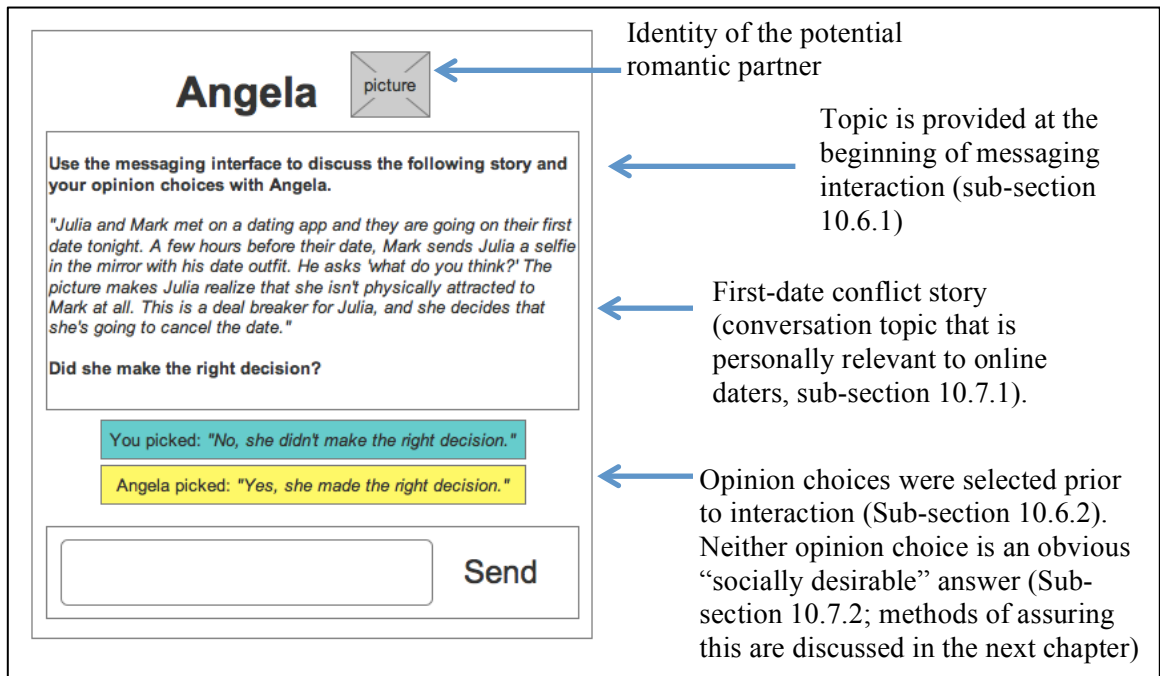 Angela
picture
Identity of the potential
romantic partner
Use the messaging interface to discuss the following story and
your opinion choices with Angela.
Topic is provided at the
beginning of messaging
interaction (sub-section
10.6.1)
"Julia and Mark met on a dating app and they are going on their first
date tonight. A few hours before their date, Mark sends Julia a selfie
in the mirror with his date outfit. He asks 'what do you think?' The
picture makes Julia realize that she isn't physically attracted to
Mark at all. This is a deal breaker for Julia, and she decides that
she's going to cancel the date."
Did she make the right decision?
First-date conflict story
(conversation topic that is
personally relevant to online
daters, sub-section 10.7.1).
You picked: "No, she didn't make the right decision."
Angela picked: "Yes, she made the right decision."
Opinion choices were selected prior
to interaction (Sub-section 10.6.2).
Neither opinion choice is an obvious
“socially desirable” answer (Sub-
section 10.7.2; methods of assuring
this are discussed in the next chapter)
Send